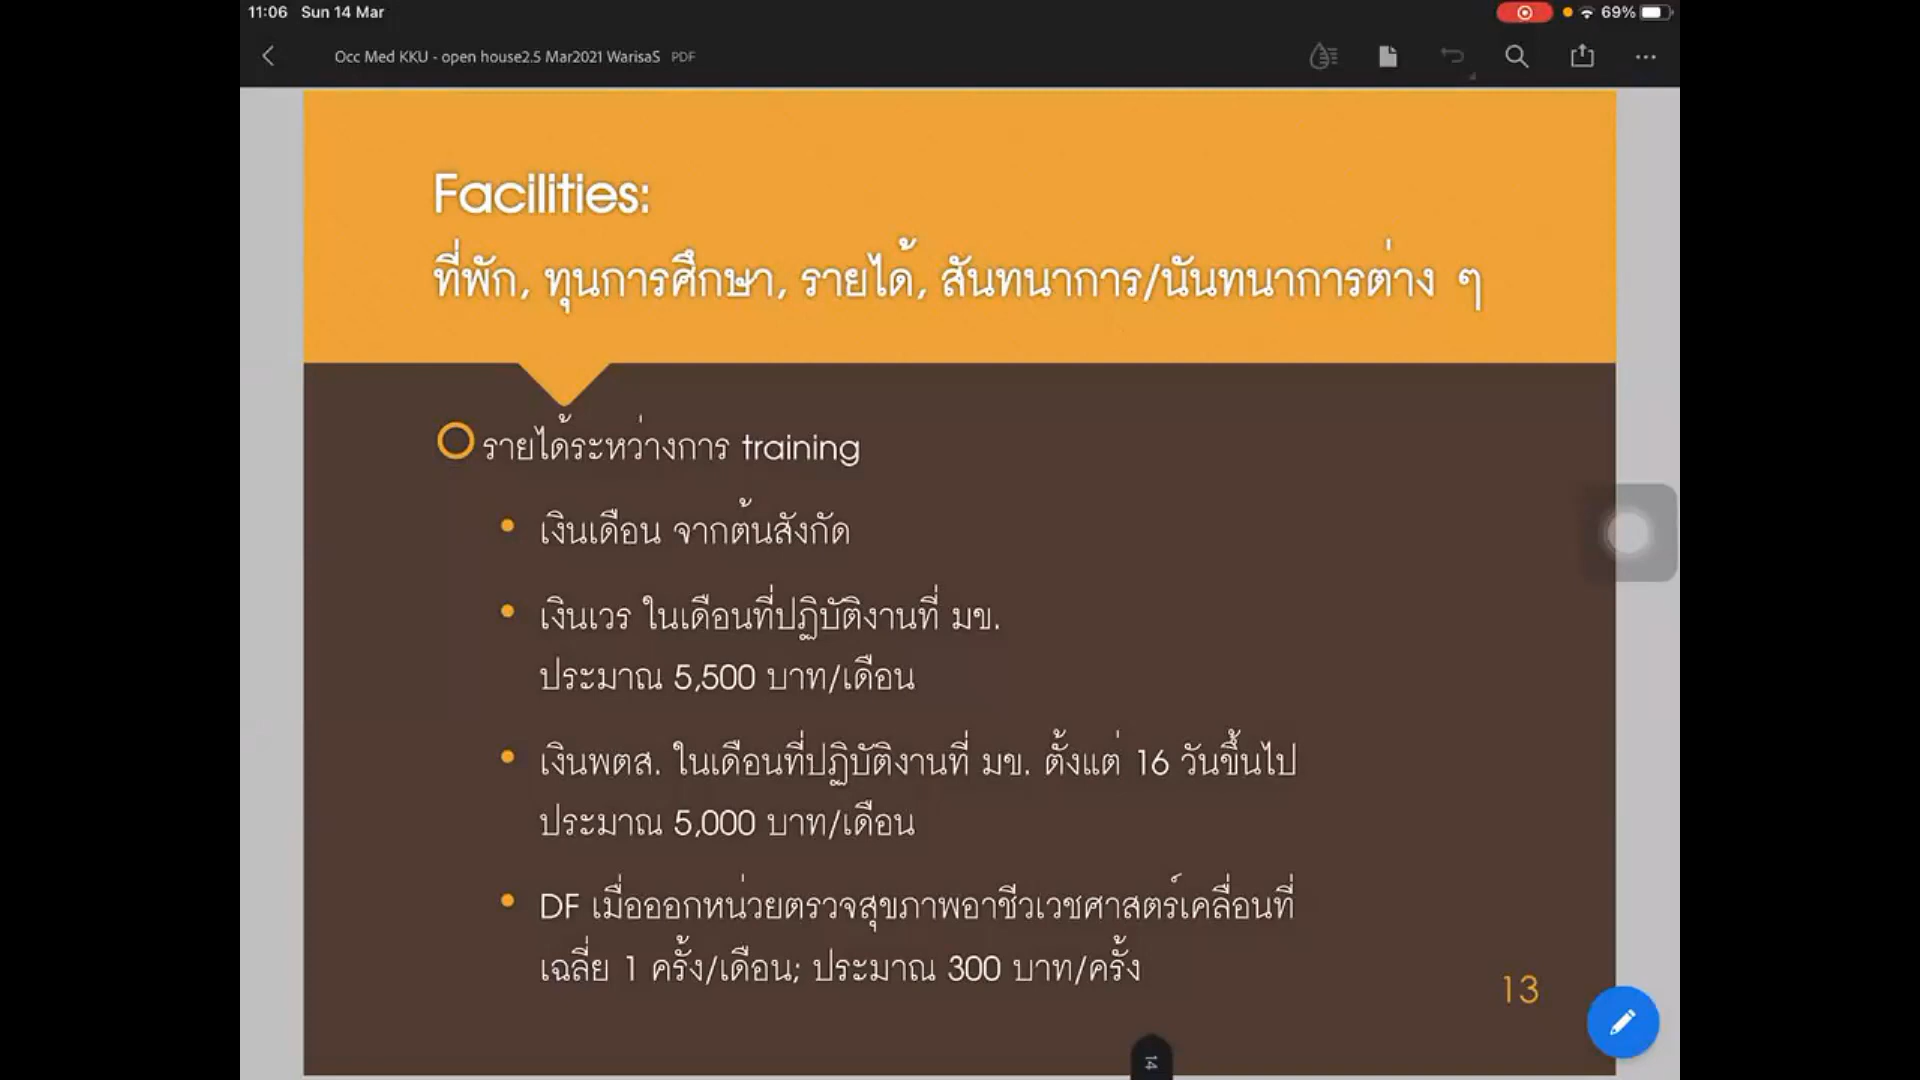 11:06 Sun 14 Mar
69%
Occ Med KKU - open house2.5 Mar2021 WarisaS PDF
Facilities:
ที่พัก, ทุนการศึกษา, รายได้, สันทนาการ/นันทนาการต่าง ๆ
รายได้ระหว่างการ training
• เงินเดือน จากต้นสังกัด
• เงินเวร ในเดือนที่ปฏิบัติงานที่ มข.
ประมาณ 5,500 บาท/เดือน
• เงินพตส. ในเดือนที่ปฏิบัติงานที่ มข. ตั้งแต่ 16 วันขึ้นไป
ประมาณ 5,000 บาท/เดือน
• DF เมื่อออกหน่วยตรวจสุขภาพอาชีวเวชศาสตร์เคลื่อนที่
เฉลี่ย 1 ครั้ง/เดือน; ประมาณ 300 บาท/ครั้ง
13
14